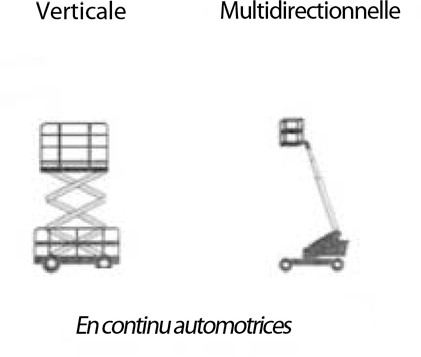 Verticale
Multidirectionnelle
En continu automotrices